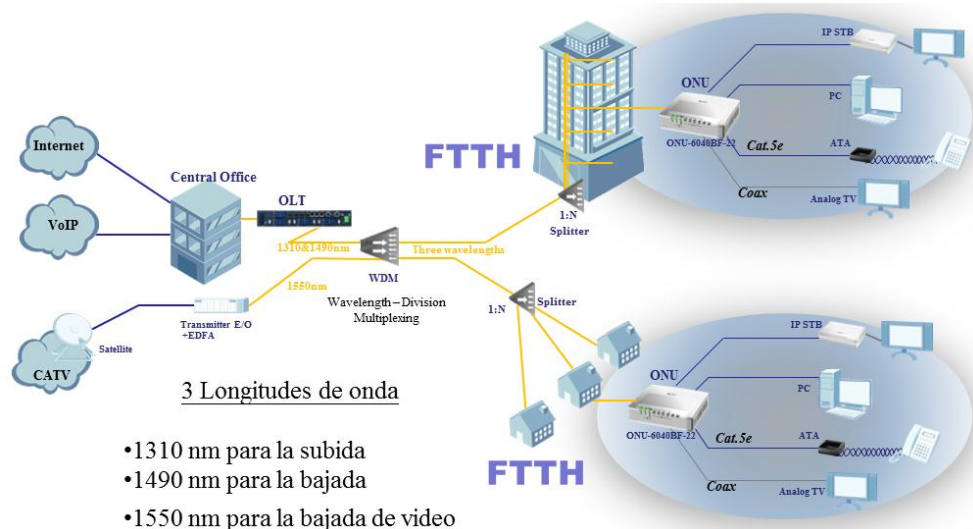 Internet
VoIP
CATV
Satellite
Central Office
OLT
1310&1490nm
1550nm
Transmitter E/O
+EDFA
WDM
Wavelength–Division
Multiplexing
Three wavelengths
FTTH
1:N
Splitter
ONU
ONU-6040BF-22
IP STB
PC
Cat.5e
ATA
Coax
Analog TV
1:N
Splitter
FTTH
ONU
ONU-6040BF-22
IP STB
PC
Cat.5e
ATA
Coax
Analog TV
3 Longitudes de onda
•1310 nm para la subida
•1490 nm para la bajada
•1550 nm para la bajada de video